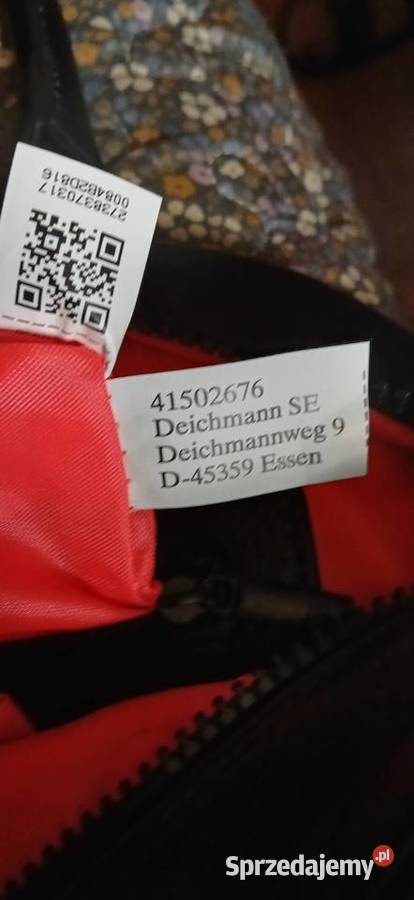 2738370317
0084B2D816
41502676
Deichmann SE
Deichmannweg 9
D-45359 Essen
Sprzedajemy.pl